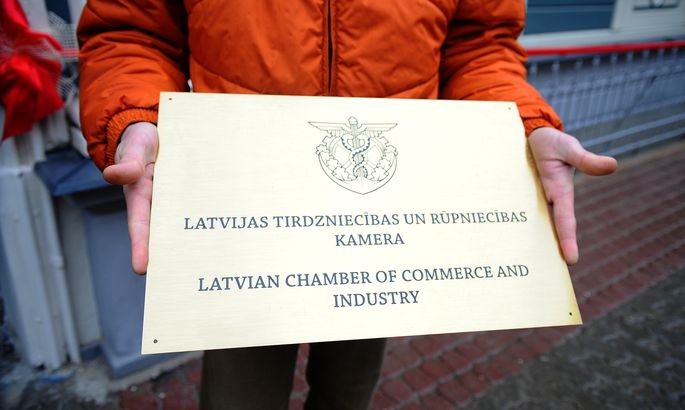 LATVIJAS TIRDZNIECĪBAS UN RŪPNIECĪBAS
KAMERA
LATVIAN CHAMBER OF COMMERCE AND
INDUSTRY